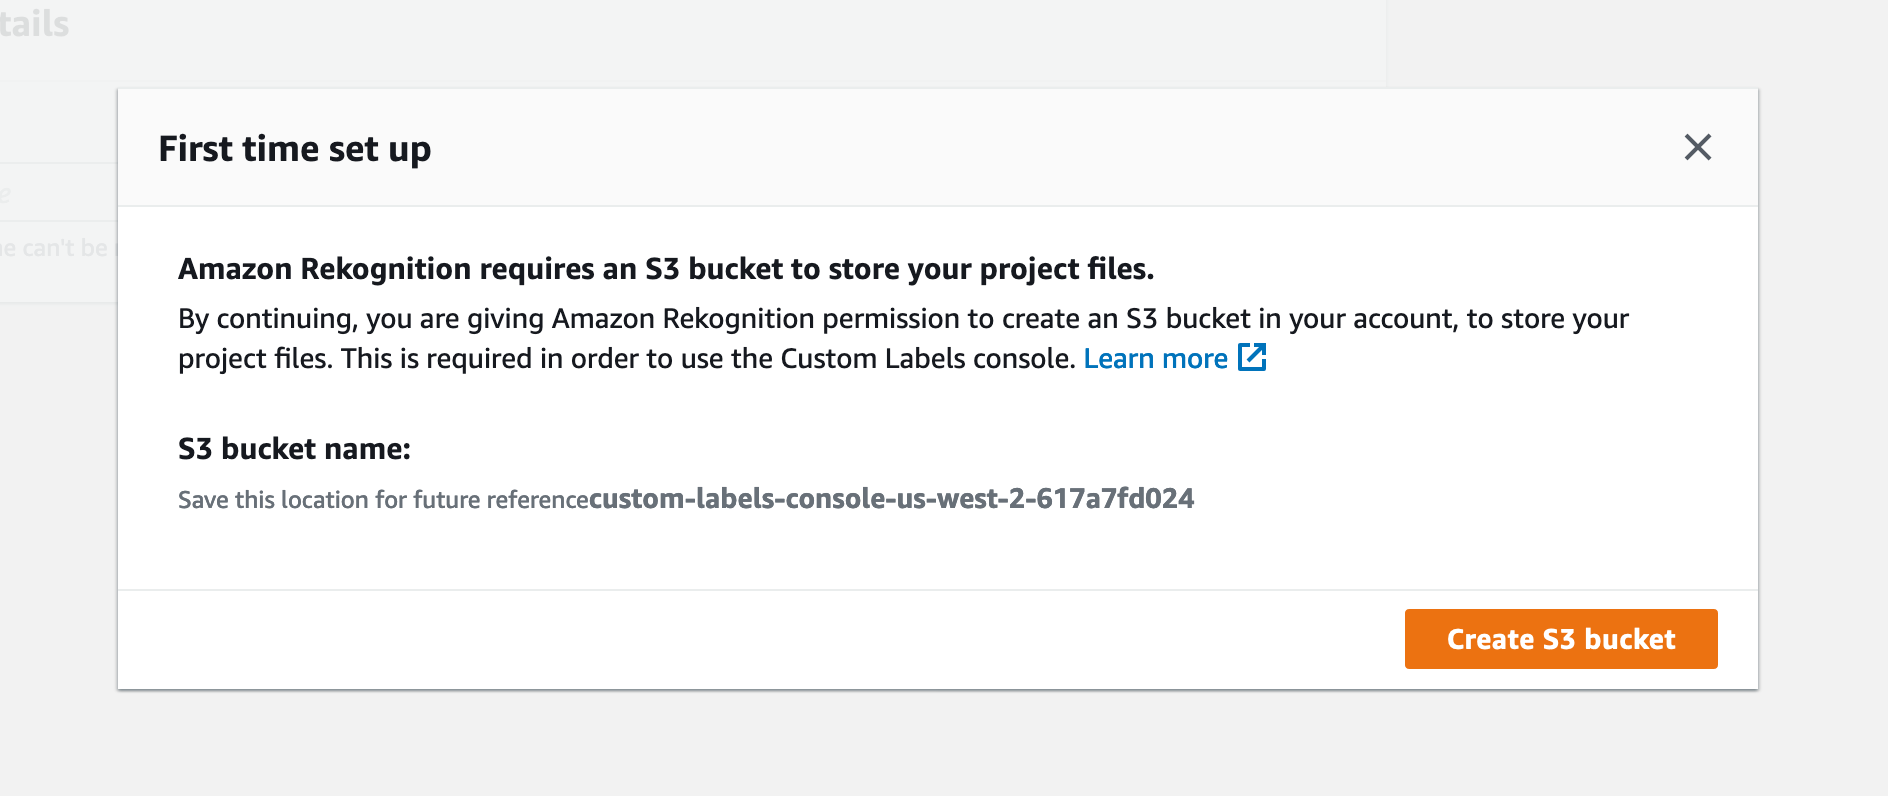 tails
First time set up
e
e can't be
Amazon Rekognition requires an S3 bucket to store your project files.
By continuing, you are giving Amazon Rekognition permission to create an S3 bucket in your account, to store your
project files. This is required in order to use the Custom Labels console. Learn more
S3 bucket name:
Save this location for future referencecustom-labels-console-us-west-2-617a7fd024
Create S3 bucket